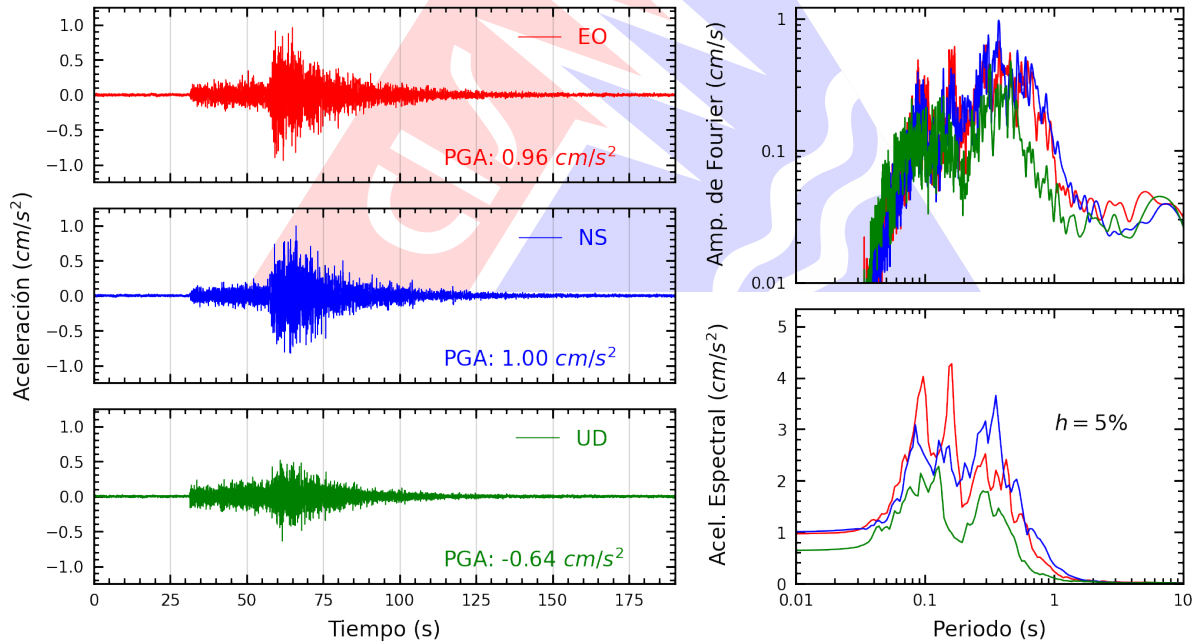 Aceleración (cm/s²)
1.0
0.5
0.0
−0.5
−1.0
EO
PGA: 0.96 cm/s²
1.0
0.5
0.0
−0.5
−1.0
NS
PGA: 1.00 cm/s²
1.0
0.5
0.0
−0.5
−1.0
UD
PGA: -0.64 cm/s²
0 25 50 75 100 125 150 175
Tiempo (s)
Amp. de Fourier (cm/s)
1
0.1
0.01
Acel. Espectral (cm/s²)
5
4
3
2
1
0
h = 5%
0.01 0.1 1 10
Periodo (s)